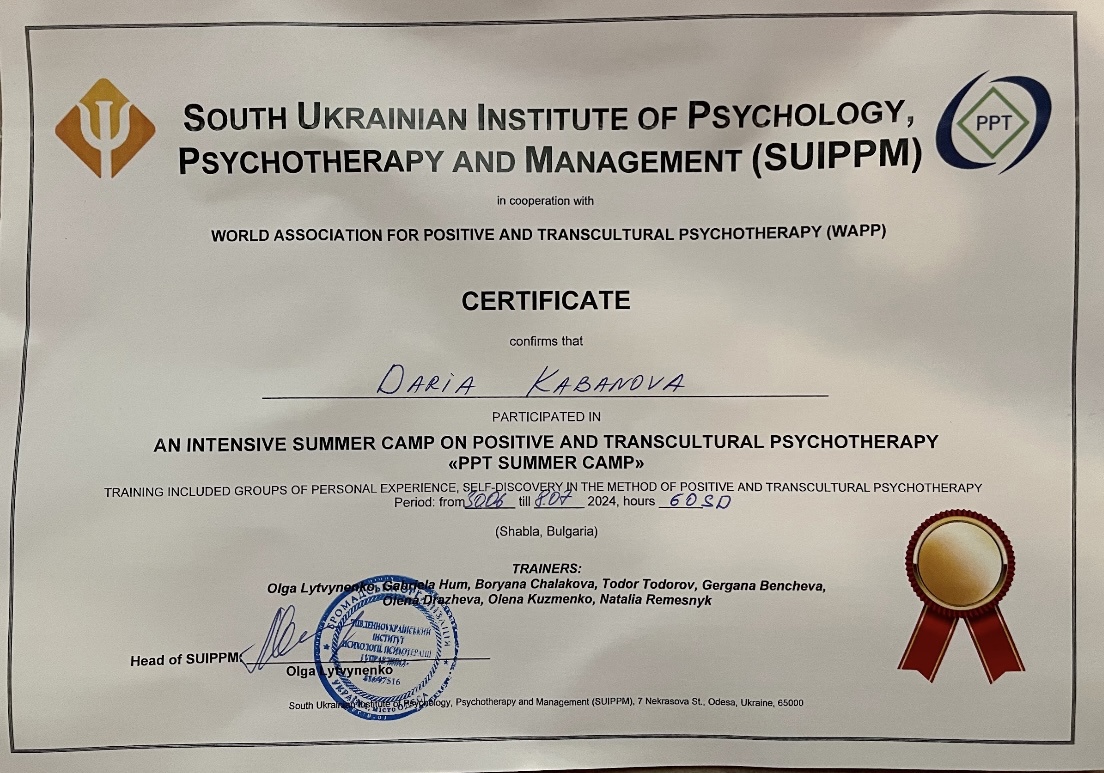 SOUTH UKRAINIAN INSTITUTE OF PSYCHOLOGY,
PSYCHOTHERAPY AND MANAGEMENT (SUIPPM)
PPT
in cooperation with
WORLD ASSOCIATION FOR POSITIVE AND TRANSCULTURAL PSYCHOTHERAPY (WAPP)
CERTIFICATE
confirms that
DARIA KABANOVA
PARTICIPATED IN
AN INTENSIVE SUMMER CAMP ON POSITIVE AND TRANSCULTURAL PSYCHOTHERAPY
«PPT SUMMER CAMP»
TRAINING INCLUDED GROUPS OF PERSONAL EXPERIENCE, SELF-DISCOVERY IN THE METHOD OF POSITIVE AND TRANSCULTURAL PSYCHOTHERAPY
Period: from 30.06 till 8.07 2024, hours 60 SD
(Shabla, Bulgaria)
TRAINERS:
Olga Lytvynenko, Gabriela Hum, Boryana Chalakova, Todor Todorov, Gergana Bencheva,
Olena Drazheva, Olena Kuzmenko, Natalia Remesnyk
Head of SUIPPM
Olga Lytvynenko
ІНСТИТУТ
South Ukrainian Institute of Psychology, Psychotherapy and Management (SUIPPM), 7 Nekrasova St., Odesa, Ukraine, 65000